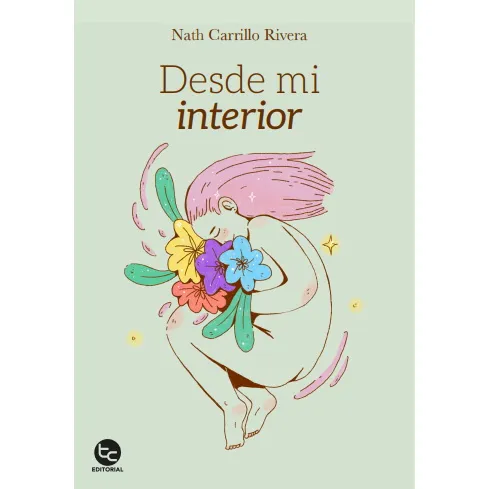 Nath Carrillo Rivera
Desde mi
interior
tc
EDITORIAL